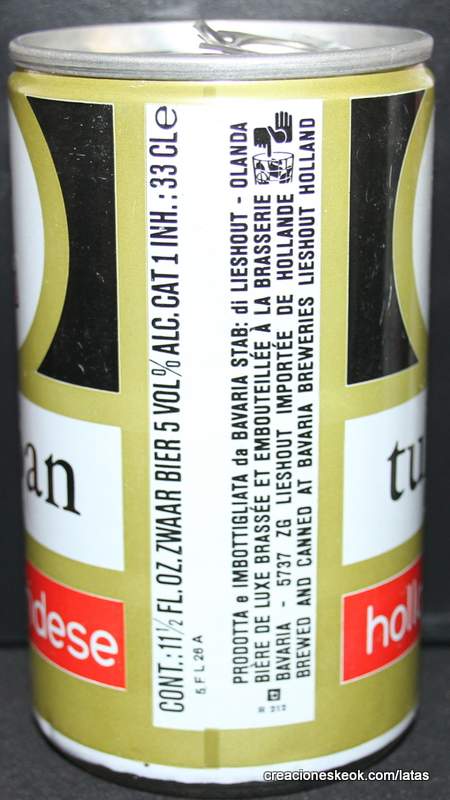 CONT.: 11½ FL. OZ. ZWAAR BIER 5 VOL% ALC. CAT 1 INH.: 33 CL e
5 F L 26 A
PRODOTTA e IMBOTTIGLIATA da BAVARIA STAB: di LIESHOUT - OLANDA
BIÈRE DE LUXE BRASSÉE ET EMBOUTEILLÉE À LA BRASSERIE
BAVARIA - 5737 ZG LIESHOUT IMPORTÉE DE HOLLANDE
BREWED AND CANNED AT BAVARIA BREWERIES LIESHOUT HOLLAND
212
an
dese
tu
holl
creacioneskeok.com/latas